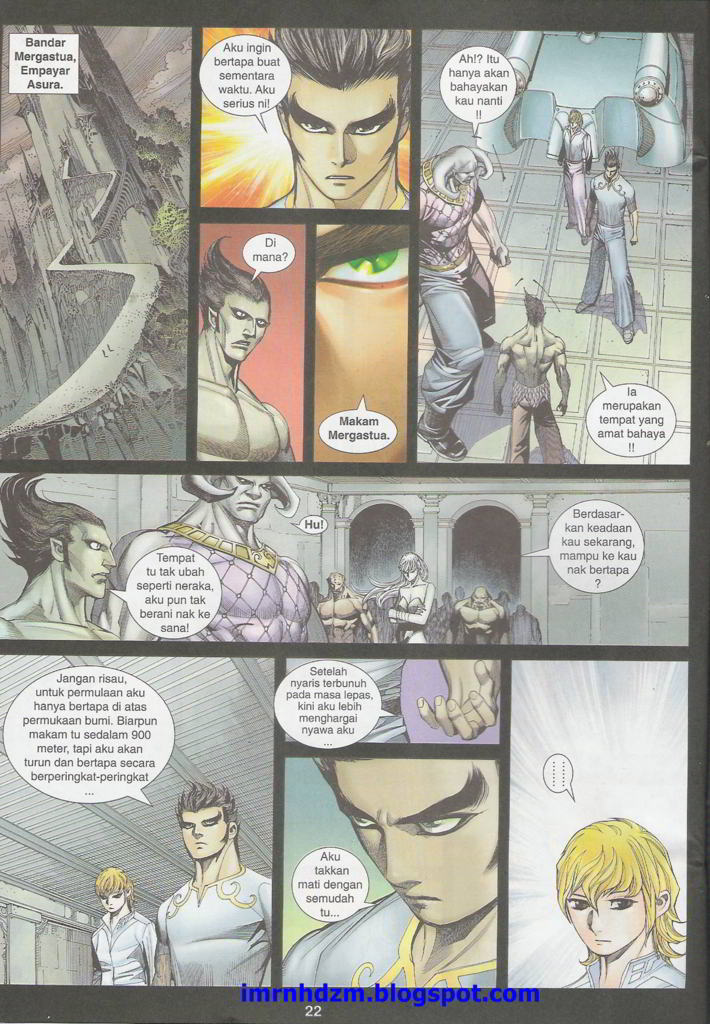 Bandar
Mergastua,
Empayar
Asura.
Aku ingin
bertapa buat
sementara
waktu. Aku
serius ni!
Ah!? Itu
hanya akan
bahayakan
kau nanti
!!
Di
mana?
Makam
Mergastua.
Ia
merupakan
tempat yang
amat bahaya
!!
Tempat
tu tak ubah
seperti neraka,
aku pun tak
berani nak ke
sana!
Hu!
Berdasar-
kan keadaan
kau sekarang,
mampu ke kau
nak bertapa
?
Jangan risau,
untuk permulaan aku
hanya bertapa di atas
permukaan bumi. Biarpun
makam tu sedalam 900
meter, tapi aku akan
turun dan bertapa secara
berperingkat-peringkat
...
Setelah
nyaris terbunuh
pada masa lepas,
kini aku lebih
menghargai
nyawa aku
...
Aku
takkan
mati dengan
semudah
tu...
imrnhdzm.blogspot.com
22